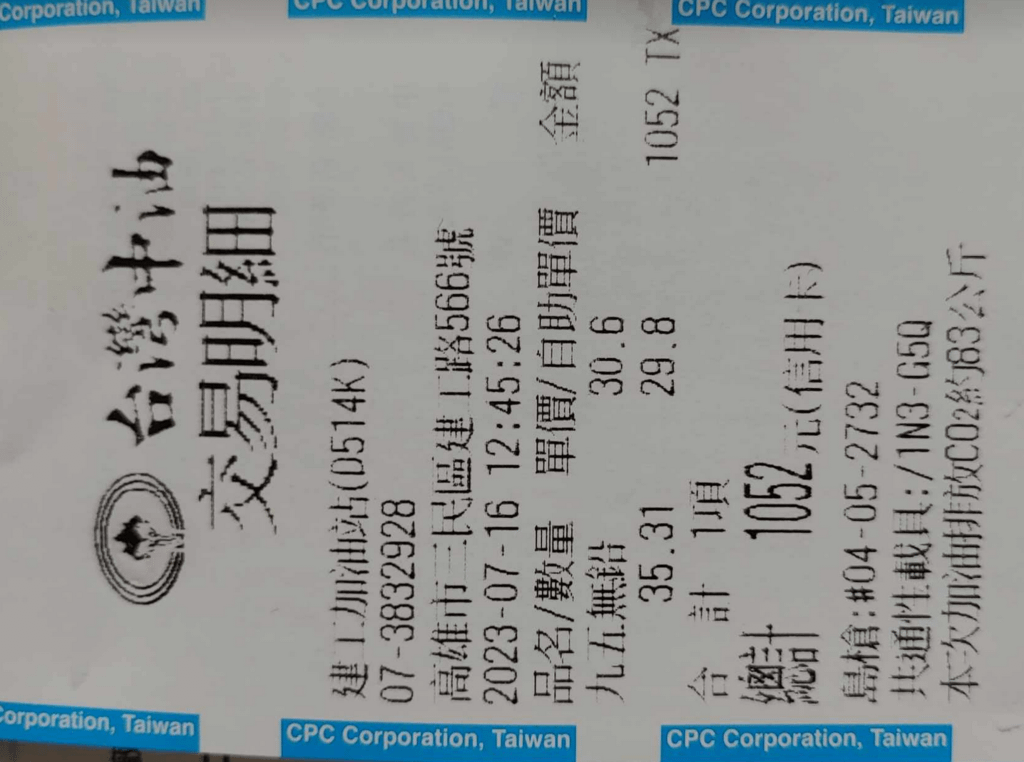 台灣中油
交易明細
建工加油站(D514K)
07-3832928
高雄市三民區建工路566號
2023-07-16 12:45:26
品名/數量 單價/自助單價 金額
九五無鉛 30.6
35.31 29.8 1052 TX
合 計 1項
總計 1052元(信用卡)
島槍:#04-05-2732
共通性載具:/1N3-G5Q
本次加油排放CO2約83公斤
Corporation, Taiwan
CPC Corporation, Taiwan
CPC Corporation, Taiwan
Corporation, Taiwan
CPC Corporation, Taiwan
CPC Corporation, Taiwan